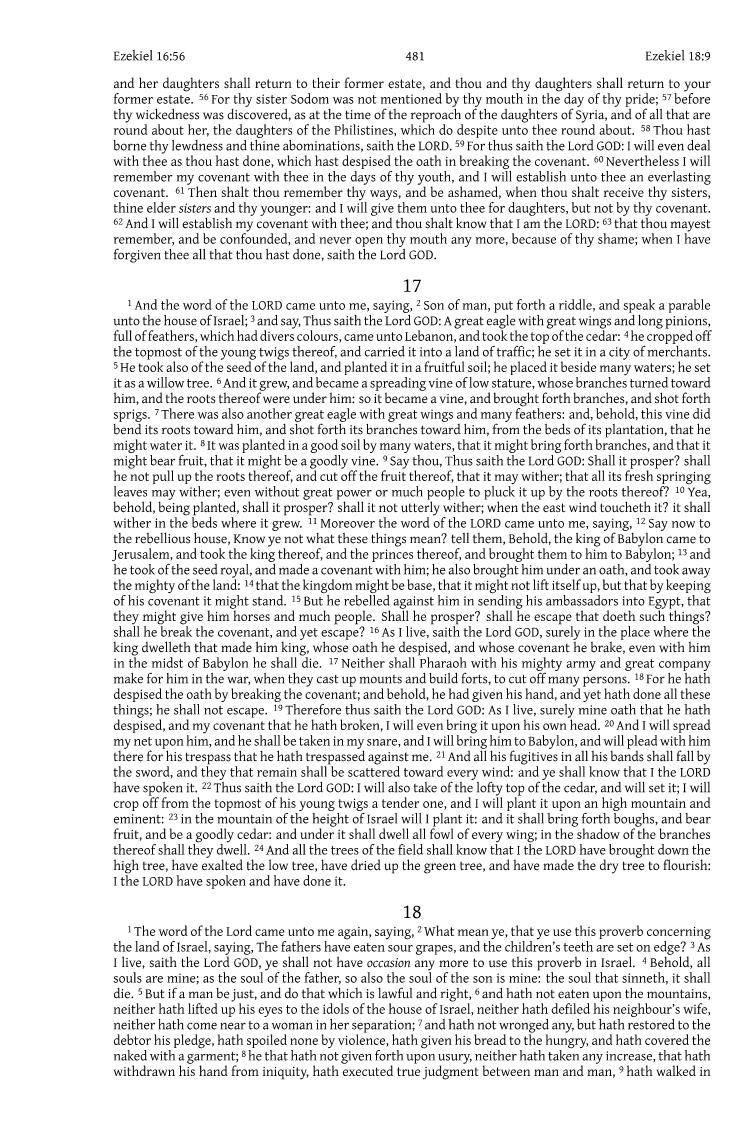 Ezekiel 16:56 481 Ezekiel 18:9
and her daughters shall return to their former estate, and thou and thy daughters shall return to your
former estate. 56 For thy sister Sodom was not mentioned by thy mouth in the day of thy pride; 57 before
thy wickedness was discovered, as at the time of the reproach of the daughters of Syria, and of all that are
round about her, the daughters of the Philistines, which do despite unto thee round about. 58 Thou hast
borne thy lewdness and thine abominations, saith the LORD. 59 For thus saith the Lord GOD: I will even deal
with thee as thou hast done, which hast despised the oath in breaking the covenant. 60 Nevertheless I will
remember my covenant with thee in the days of thy youth, and I will establish unto thee an everlasting
covenant. 61 Then shalt thou remember thy ways, and be ashamed, when thou shalt receive thy sisters,
thine elder sisters and thy younger: and I will give them unto thee for daughters, but not by thy covenant.
62 And I will establish my covenant with thee; and thou shalt know that I am the LORD: 63 that thou mayest
remember, and be confounded, and never open thy mouth any more, because of thy shame; when I have
forgiven thee all that thou hast done, saith the Lord GOD.
17
1 And the word of the LORD came unto me, saying, 2 Son of man, put forth a riddle, and speak a parable
unto the house of Israel; 3 and say, Thus saith the Lord GOD: A great eagle with great wings and long pinions,
full of feathers, which had divers colours, came unto Lebanon, and took the top of the cedar: 4 he cropped off
the topmost of the young twigs thereof, and carried it into a land of traffic; he set it in a city of merchants.
5 He took also of the seed of the land, and planted it in a fruitful soil; he placed it beside many waters; he set
it as a willow tree. 6 And it grew, and became a spreading vine of low stature, whose branches turned toward
him, and the roots thereof were under him: so it became a vine, and brought forth branches, and shot forth
sprigs. 7 There was also another great eagle with great wings and many feathers: and, behold, this vine did
bend its roots toward him, and shot forth its branches toward him, from the beds of its plantation, that he
might water it. 8 It was planted in a good soil by many waters, that it might bring forth branches, and that it
might bear fruit, that it might be a goodly vine. 9 Say thou, Thus saith the Lord GOD: Shall it prosper? shall
he not pull up the roots thereof, and cut off the fruit thereof, that it may wither; that all its fresh springing
leaves may wither; even without great power or much people to pluck it up by the roots thereof? 10 Yea,
behold, being planted, shall it prosper? shall it not utterly wither; when the east wind toucheth it? it shall
wither in the beds where it grew. 11 Moreover the word of the LORD came unto me, saying, 12 Say now to
the rebellious house, Know ye not what these things mean? tell them, Behold, the king of Babylon came to
Jerusalem, and took the king thereof, and the princes thereof, and brought them to him to Babylon; 13 and
he took of the seed royal, and made a covenant with him; he also brought him under an oath, and took away
the mighty of the land: 14 that the kingdom might be base, that it might not lift itself up, but that by keeping
of his covenant it might stand. 15 But he rebelled against him in sending his ambassadors into Egypt, that
they might give him horses and much people. Shall he prosper? shall he escape that doeth such things?
shall he break the covenant, and yet escape? 16 As I live, saith the Lord GOD, surely in the place where the
king dwelleth that made him king, whose oath he despised, and whose covenant he brake, even with him
in the midst of Babylon he shall die. 17 Neither shall Pharaoh with his mighty army and great company
make for him in the war, when they cast up mounts and build forts, to cut off many persons. 18 For he hath
despised the oath by breaking the covenant; and behold, he had given his hand, and yet hath done all these
things; he shall not escape. 19 Therefore thus saith the Lord GOD: As I live, surely mine oath that he hath
despised, and my covenant that he hath broken, I will even bring it upon his own head. 20 And I will spread
my net upon him, and he shall be taken in my snare, and I will bring him to Babylon, and will plead with him
there for his trespass that he hath trespassed against me. 21 And all his fugitives in all his bands shall fall by
the sword, and they that remain shall be scattered toward every wind: and ye shall know that I the LORD
have spoken it. 22 Thus saith the Lord GOD: I will also take of the lofty top of the cedar, and will set it; I will
crop off from the topmost of his young twigs a tender one, and I will plant it upon an high mountain and
eminent: 23 in the mountain of the height of Israel will I plant it: and it shall bring forth boughs, and bear
fruit, and be a goodly cedar: and under it shall dwell all fowl of every wing; in the shadow of the branches
thereof shall they dwell. 24 And all the trees of the field shall know that I the LORD have brought down the
high tree, have exalted the low tree, have dried up the green tree, and have made the dry tree to flourish:
I the LORD have spoken and have done it.
18
1 The word of the Lord came unto me again, saying, 2 What mean ye, that ye use this proverb concerning
the land of Israel, saying, The fathers have eaten sour grapes, and the children's teeth are set on edge? 3 As
I live, saith the Lord GOD, ye shall not have occasion any more to use this proverb in Israel. 4 Behold, all
souls are mine; as the soul of the father, so also the soul of the son is mine: the soul that sinneth, it shall
die. 5 But if a man be just, and do that which is lawful and right, 6 and hath not eaten upon the mountains,
neither hath lifted up his eyes to the idols of the house of Israel, neither hath defiled his neighbour's wife,
neither hath come near to a woman in her separation; 7 and hath not wronged any, but hath restored to the
debtor his pledge, hath spoiled none by violence, hath given his bread to the hungry, and hath covered the
naked with a garment; 8 he that hath not given forth upon usury, neither hath taken any increase, that hath
withdrawn his hand from iniquity, hath executed true judgment between man and man, 9 hath walked in